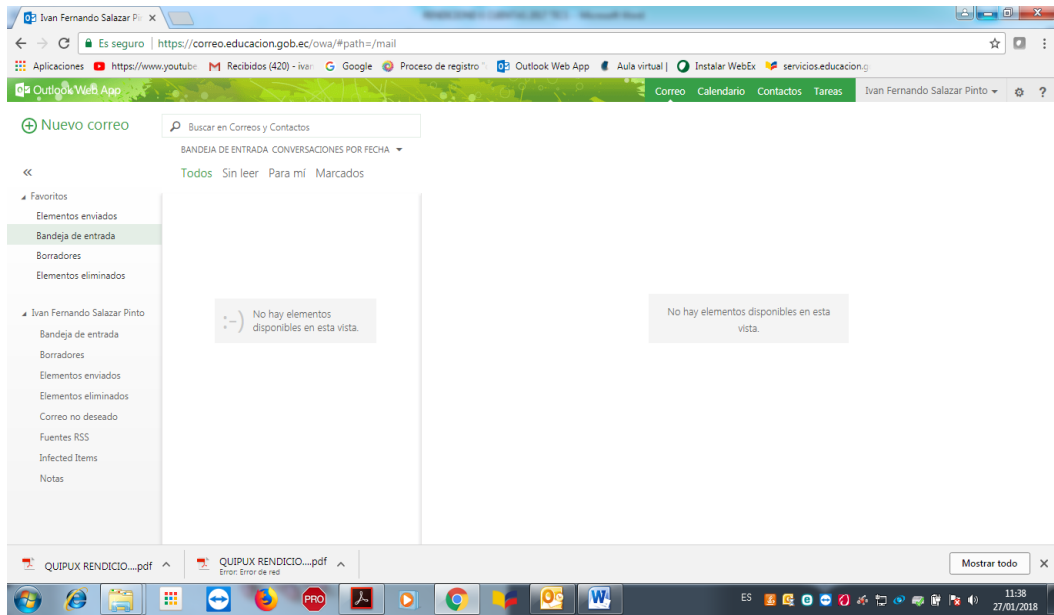 Ivan Fernando Salazar Pi
Es seguro | https://correo.educacion.gob.ec/owa/#path=/mail
Aplicaciones https://www.youtube Recibidos (420) - ivan Google Proceso de registro Outlook Web App Aula virtual | Instalar WebEx servicios.educacion.g
Outlook Web App Correo Calendario Contactos Tareas Ivan Fernando Salazar Pinto ?
Nuevo correo
Buscar en Correos y Contactos
BANDEJA DE ENTRADA CONVERSACIONES POR FECHA
Todos Sin leer Para mí Marcados
Favoritos
Elementos enviados
Bandeja de entrada
Borradores
Elementos eliminados
Ivan Fernando Salazar Pinto
Bandeja de entrada
Borradores
Elementos enviados
Elementos eliminados
Correo no deseado
Fuentes RSS
Infected Items
Notas
:-)
No hay elementos
disponibles en esta vista.
No hay elementos disponibles en esta
vista.
QUIPUX RENDICIO....pdf
QUIPUX RENDICIO....pdf
Error: Error de red
Mostrar todo
PRO
ES
11:38
27/01/2018